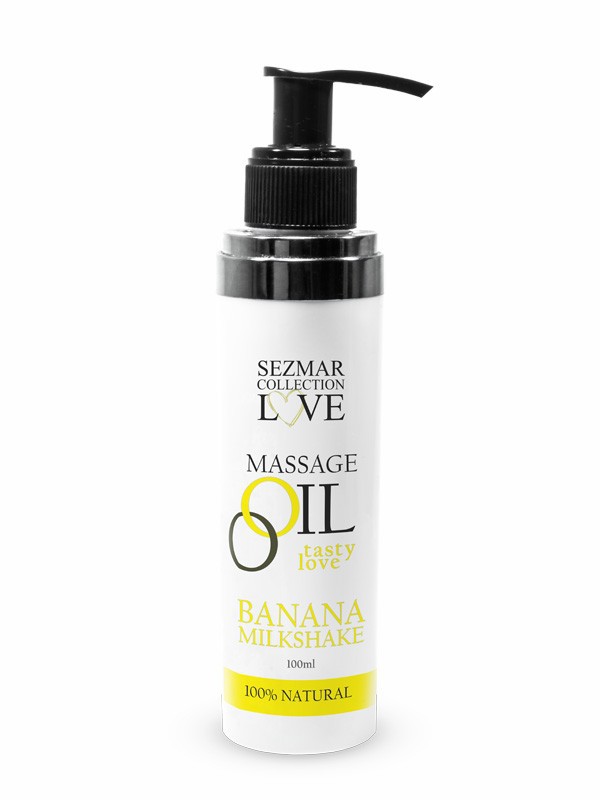 SEZMAR
COLLECTION
LOVE
MASSAGE
OIL
tasty
love
BANANA
MILKSHAKE
100ml
100% NATURAL